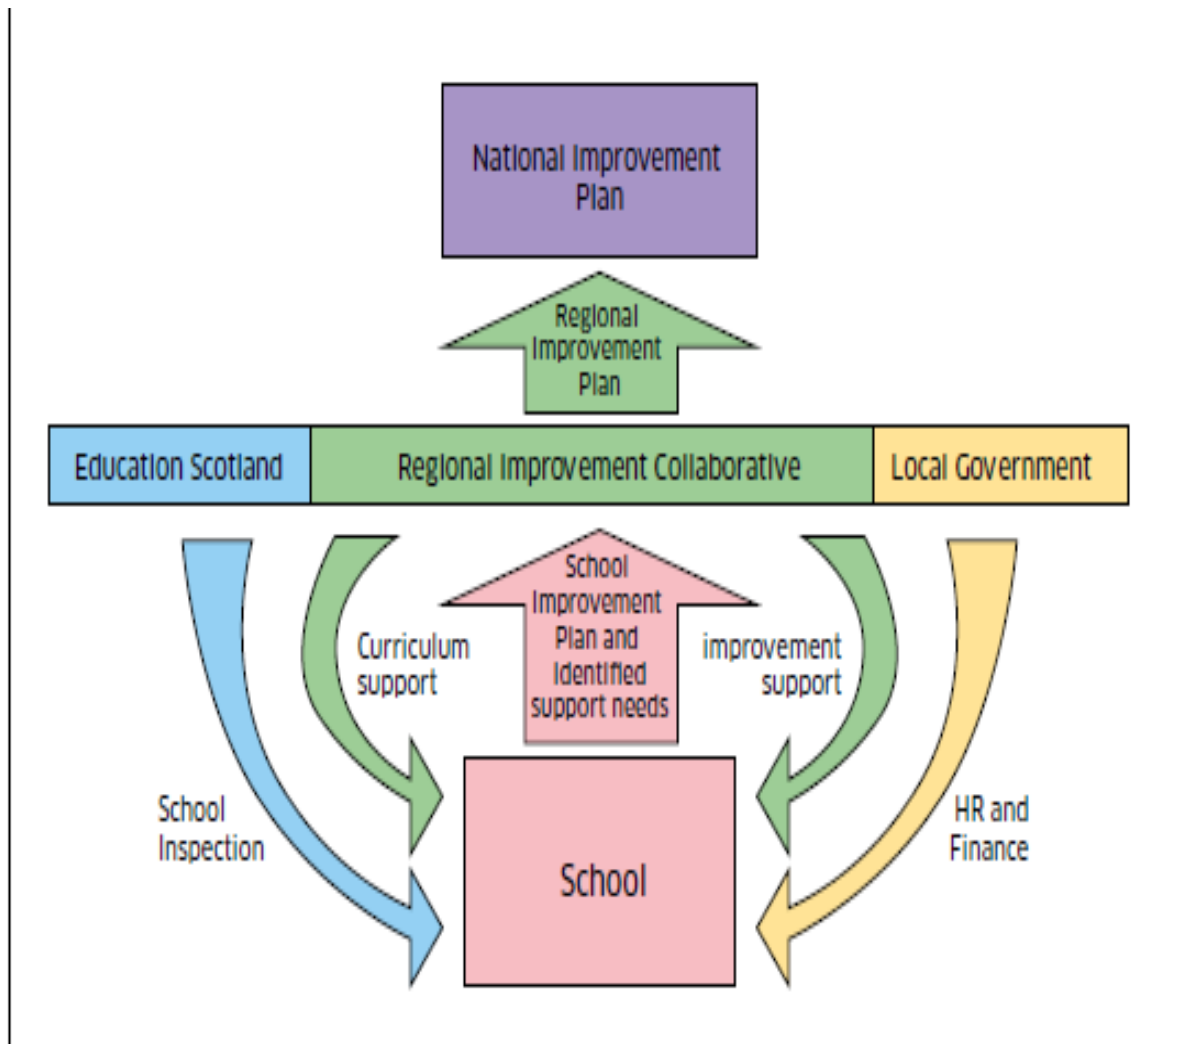 National Improvement
Plan
Regional
Improvement
Plan
Education Scotland
Regional Improvement Collaborative
Local Government
School
Improvement
Plan and
identified
support needs
Curriculum
support
improvement
support
School
Inspection
HR and
Finance
School